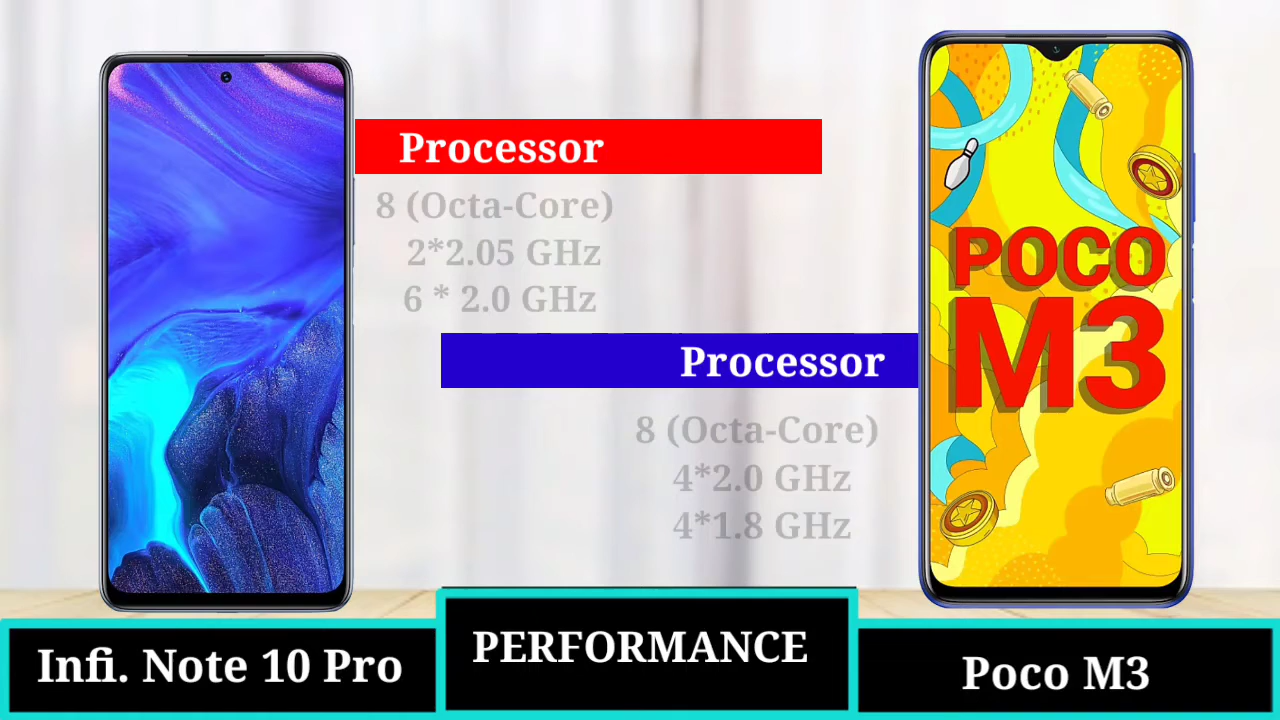 Processor
8 (Octa-Core)
2*2.05 GHz
6 * 2.0 GHz
Processor
8 (Octa-Core)
4*2.0 GHz
4*1.8 GHz
POCO
M3
Infi. Note 10 Pro
PERFORMANCE
Poco M3